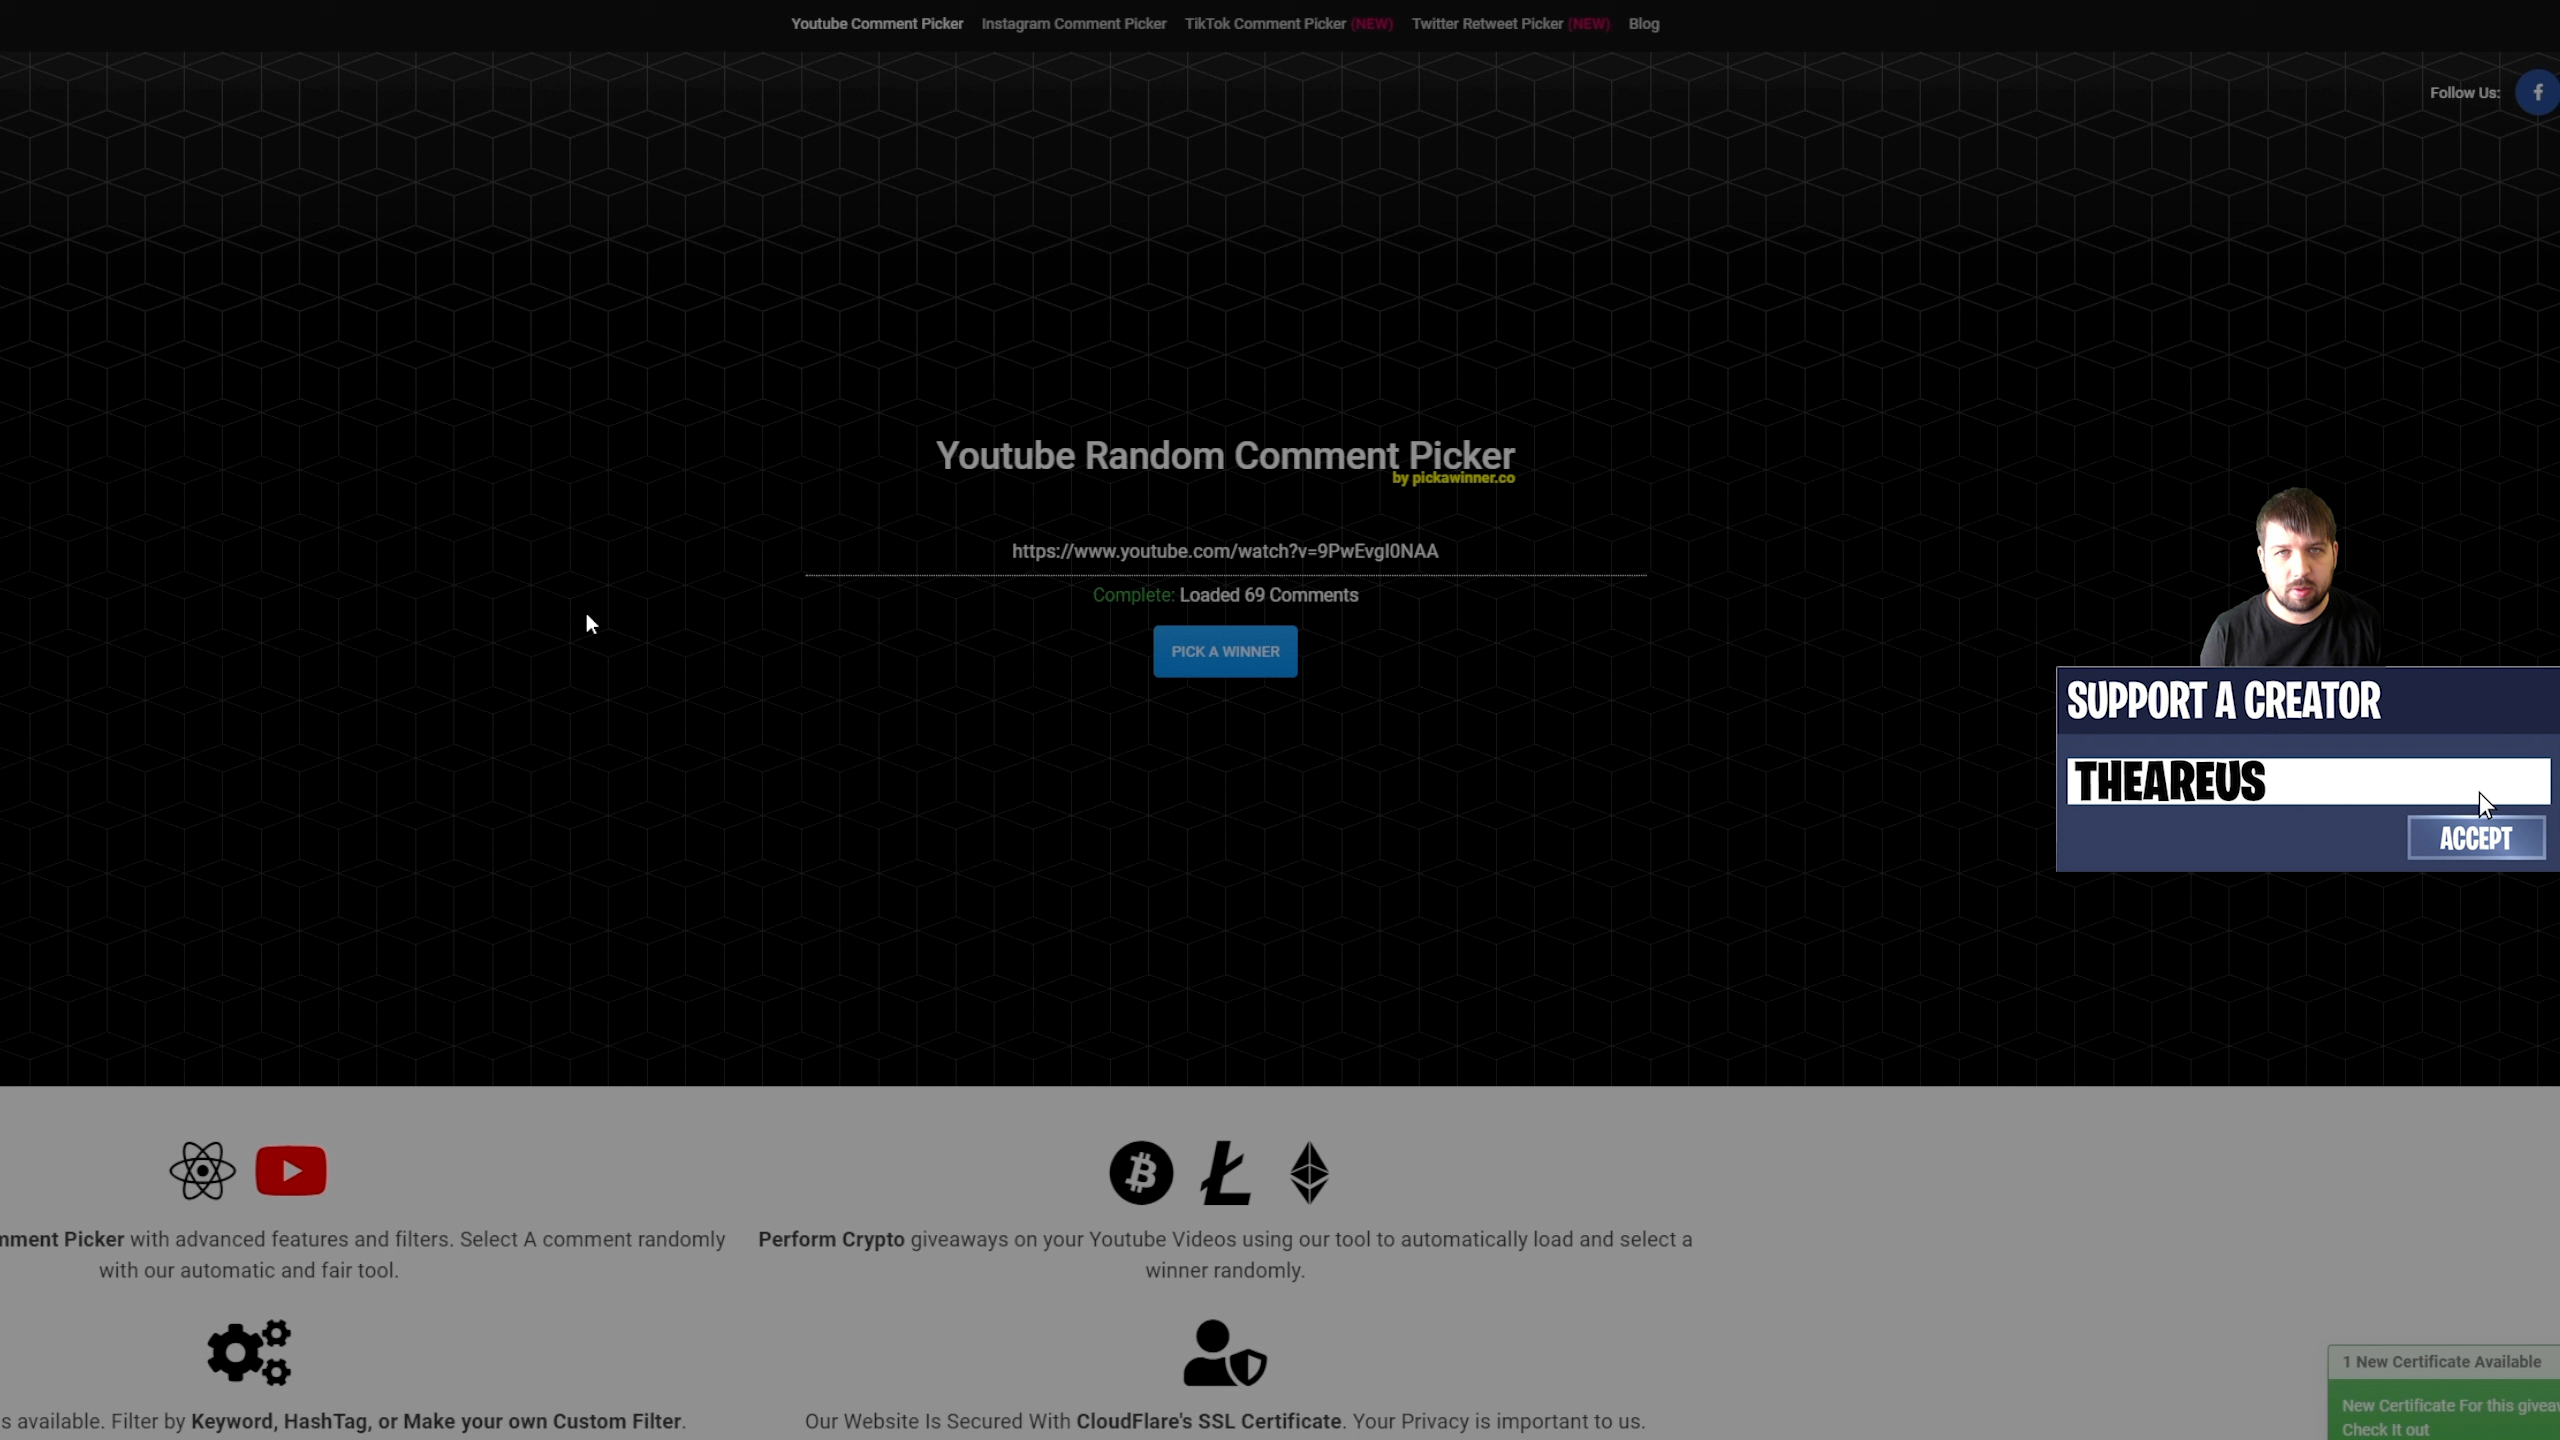 Youtube Comment Picker Instagram Comment Picker TikTok Comment Picker (NEW) Twitter Retweet Picker (NEW) Blog
Follow Us:
Youtube Random Comment Picker
by pickawinner.co
https://www.youtube.com/watch?v=9PwEvgI0NAA
Complete: Loaded 69 Comments
PICK A WINNER
SUPPORT A CREATOR
THEAREUS
ACCEPT
mment Picker with advanced features and filters. Select A comment randomly
with our automatic and fair tool.
Perform Crypto giveaways on your Youtube Videos using our tool to automatically load and select a
winner randomly.
s available. Filter by Keyword, HashTag, or Make your own Custom Filter.
Our Website Is Secured With CloudFlare's SSL Certificate. Your Privacy is important to us.
1 New Certificate Available
New Certificate For this giveaw
Check It out